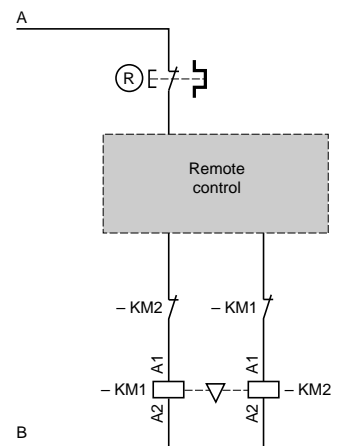 A
R
Remote
control
– KM2
– KM1
A1
A1
– KM1
– KM2
A2
A2
B